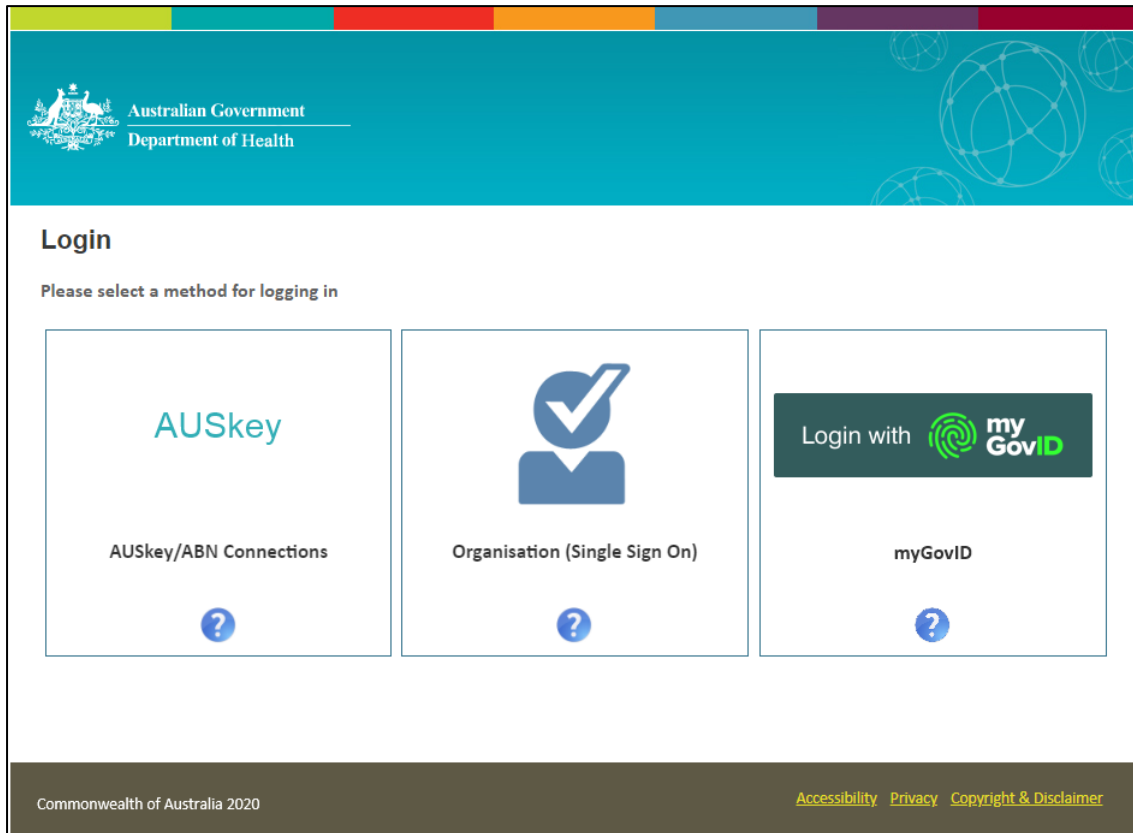 Australian Government
Department of Health
Login
Please select a method for logging in
AUSkey
Login with my GovID
AUSkey/ABN Connections
Organisation (Single Sign On)
myGovID
?
?
?
Commonwealth of Australia 2020
Accessibility Privacy Copyright & Disclaimer